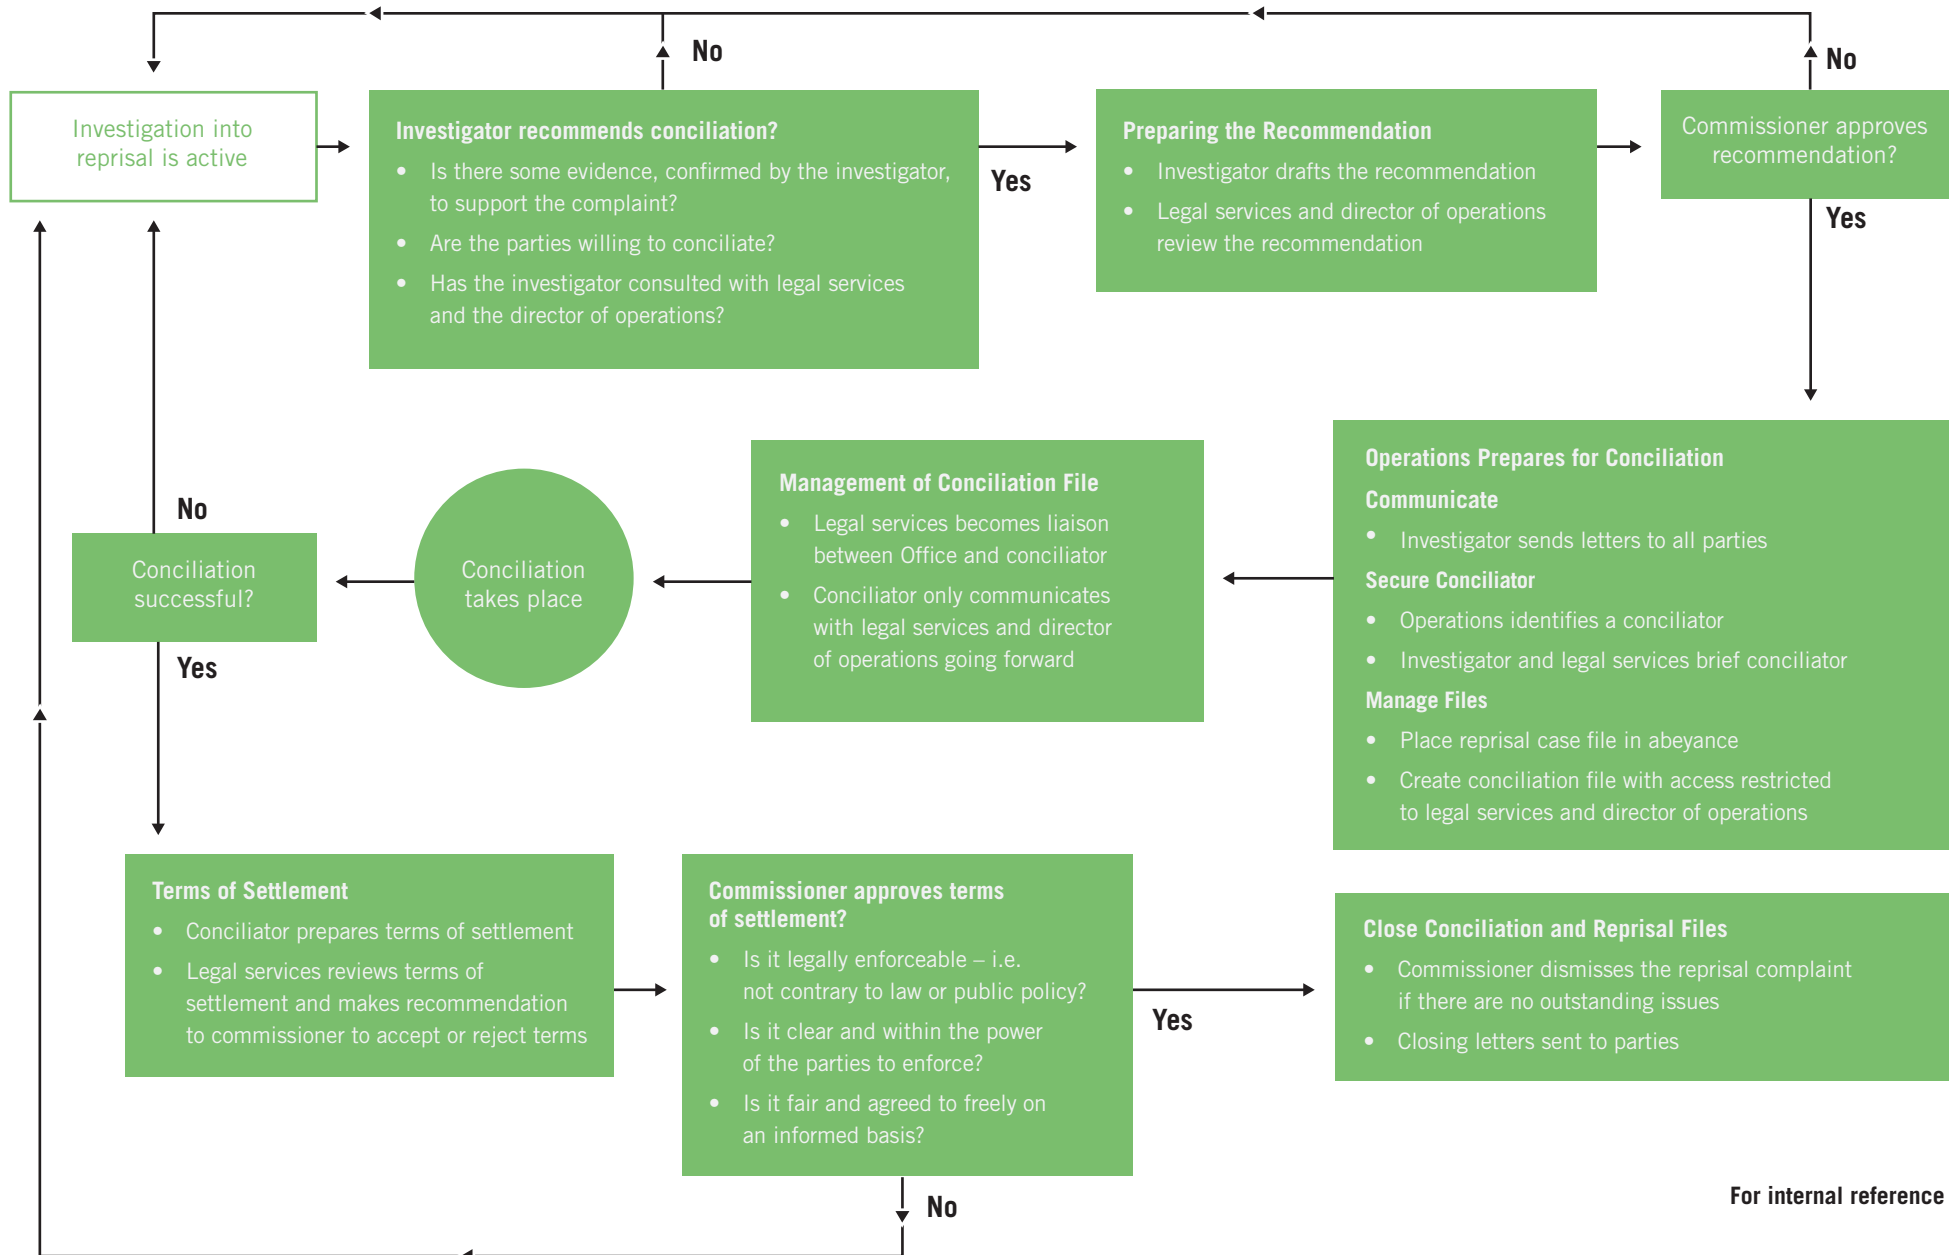 No
No
Investigation into
reprisal is active
Investigator recommends conciliation?
• Is there some evidence, confirmed by the investigator,
to support the complaint?
• Are the parties willing to conciliate?
• Has the investigator consulted with legal services
and the director of operations?
Yes
Preparing the Recommendation
• Investigator drafts the recommendation
• Legal services and director of operations
review the recommendation
Commissioner approves
recommendation?
Yes
Operations Prepares for Conciliation
Communicate
• Investigator sends letters to all parties
Secure Conciliator
• Operations identifies a conciliator
• Investigator and legal services brief conciliator
Manage Files
• Place reprisal case file in abeyance
• Create conciliation file with access restricted
to legal services and director of operations
Management of Conciliation File
• Legal services becomes liaison
between Office and conciliator
• Conciliator only communicates
with legal services and director
of operations going forward
Conciliation
takes place
No
Conciliation
successful?
Yes
Terms of Settlement
• Conciliator prepares terms of settlement
• Legal services reviews terms of
settlement and makes recommendation
to commissioner to accept or reject terms
Commissioner approves terms
of settlement?
• Is it legally enforceable – i.e.
not contrary to law or public policy?
• Is it clear and within the power
of the parties to enforce?
• Is it fair and agreed to freely on
an informed basis?
Yes
No
Close Conciliation and Reprisal Files
• Commissioner dismisses the reprisal complaint
if there are no outstanding issues
• Closing letters sent to parties
For internal reference